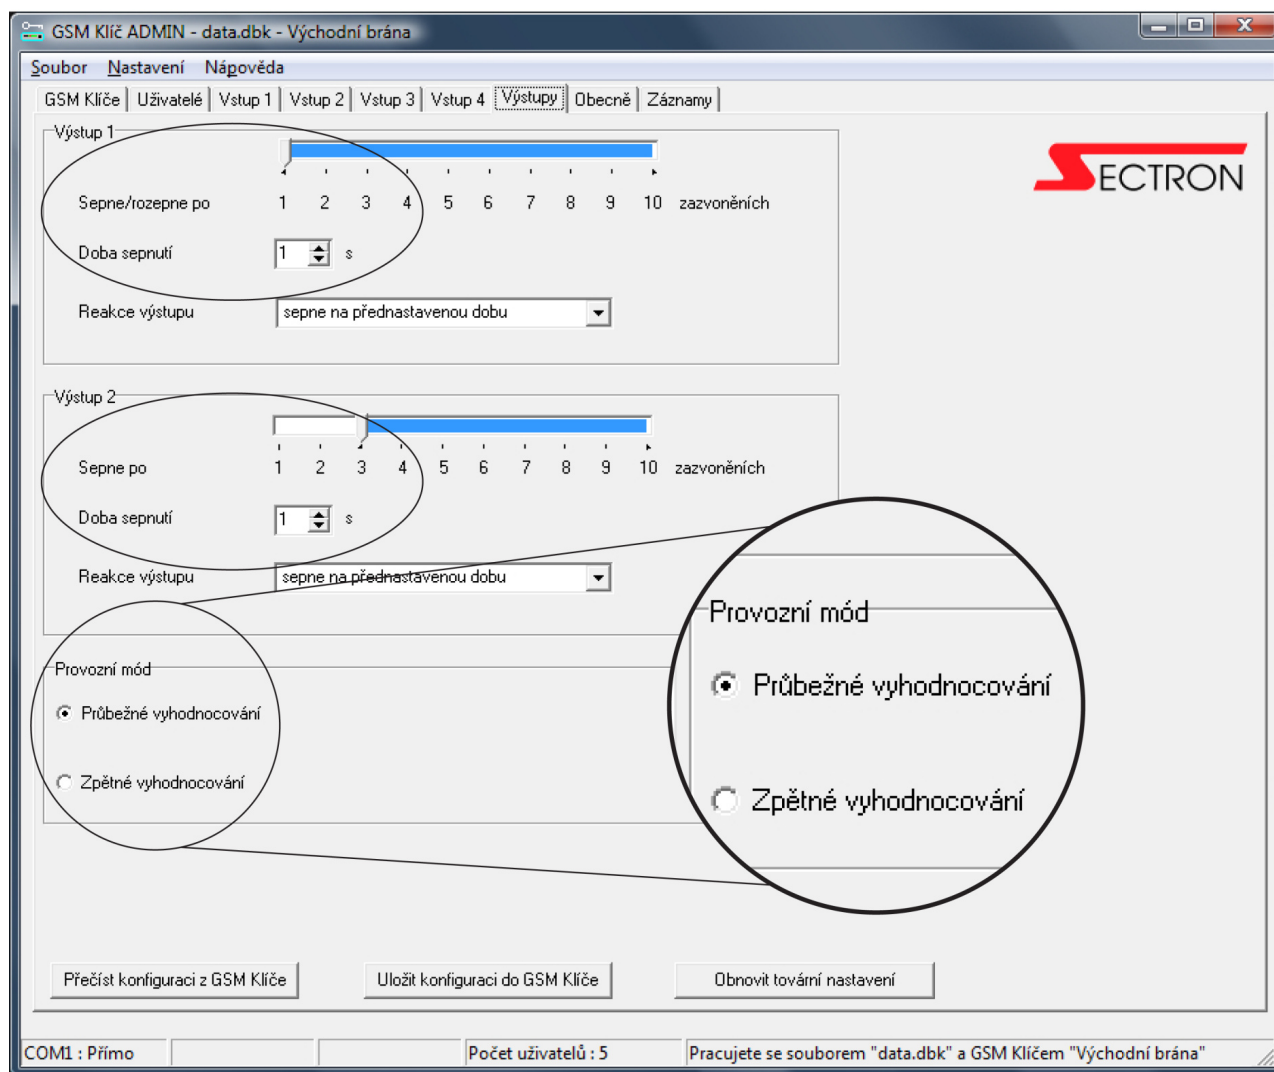 GSM Klíč ADMIN - data.dbk - Východní brána
Soubor Nastavení Nápověda
GSM Klíče Uživatelé Vstup 1 Vstup 2 Vstup 3 Vstup 4 Výstupy Obecně Záznamy
Výstup 1
Sepne/rozepne po 1 2 3 4 5 6 7 8 9 10 zazvoněních
Doba sepnutí 1 s
Reakce výstupu sepne na přednastavenou dobu
SECTRON
Výstup 2
Sepne po 1 2 3 4 5 6 7 8 9 10 zazvoněních
Doba sepnutí 1 s
Reakce výstupu sepne na přednastavenou dobu
Provozní mód
Průbežné vyhodnocování
Zpětné vyhodnocování
Provozní mód
Průbežné vyhodnocování
Zpětné vyhodnocování
Přečíst konfiguraci z GSM Klíče Uložit konfiguraci do GSM Klíče Obnovit tovární nastavení
COM1 : Přímo Počet uživatelů : 5 Pracujete se souborem "data.dbk" a GSM Klíčem "Východní brána"